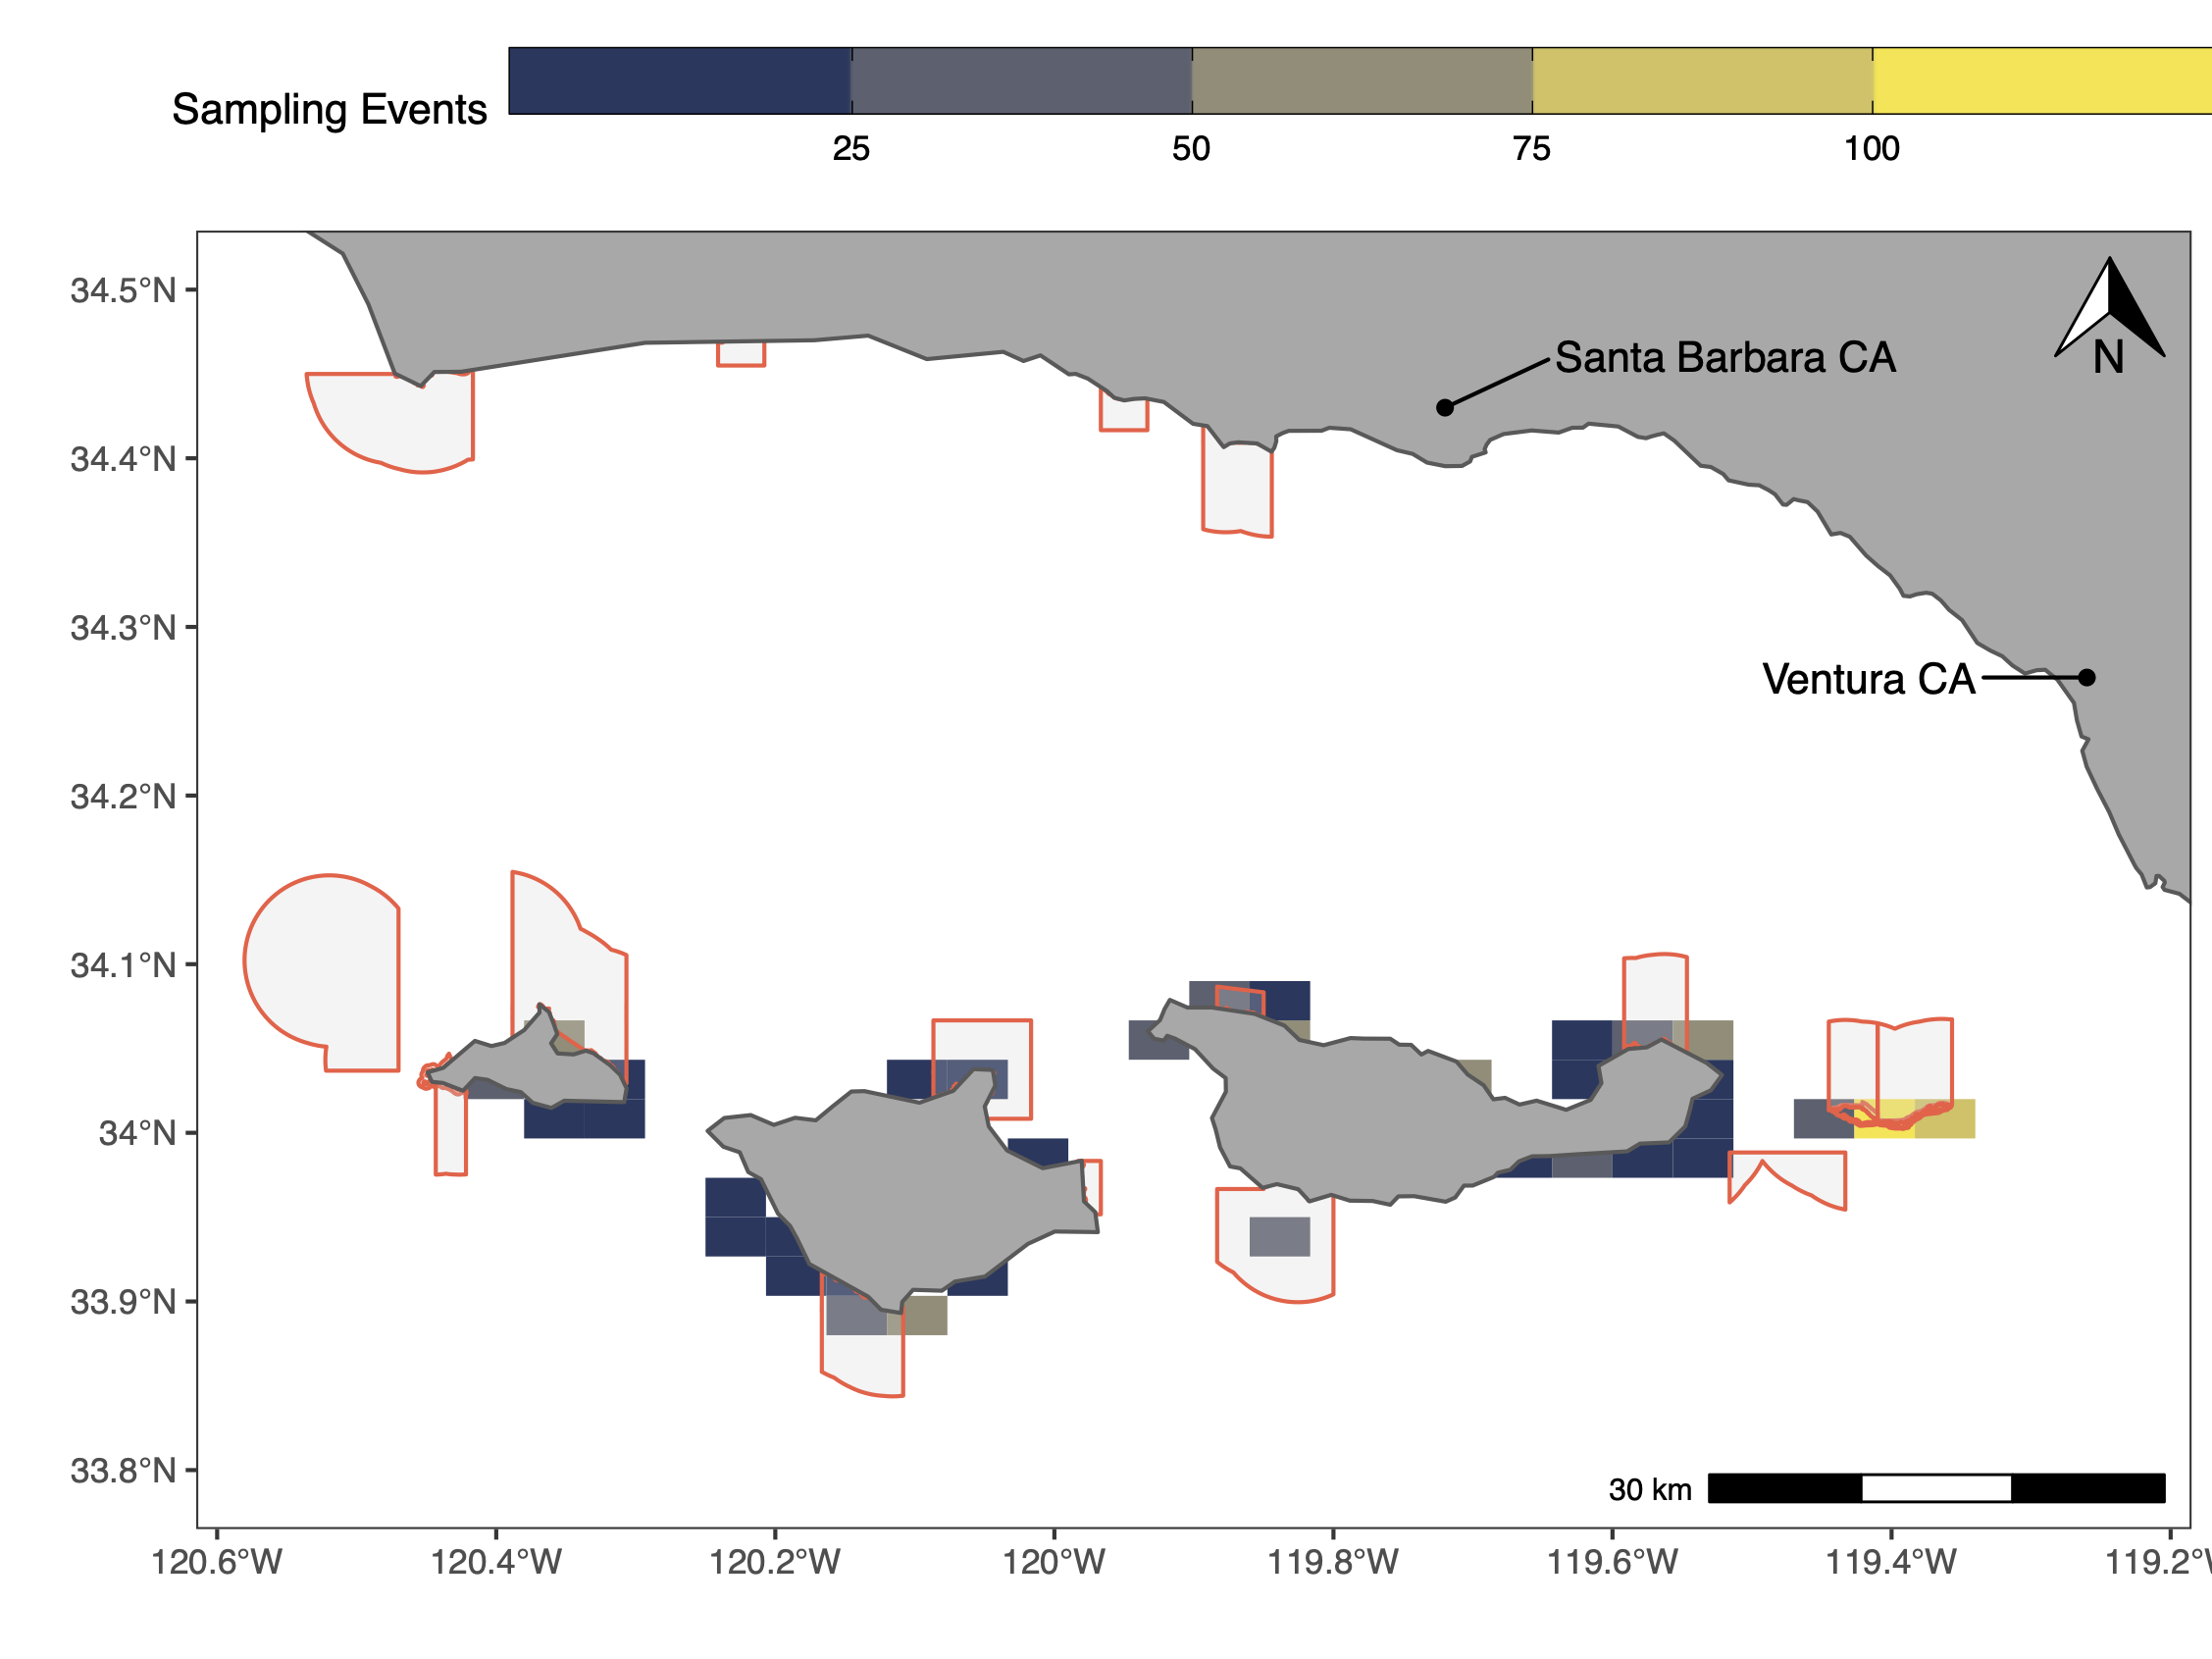 Sampling Events
25 50 75 100
34.5°N
34.4°N
34.3°N
34.2°N
34.1°N
34°N
33.9°N
33.8°N
Santa Barbara CA
N
Ventura CA
30 km
120.6°W 120.4°W 120.2°W 120°W 119.8°W 119.6°W 119.4°W 119.2°W